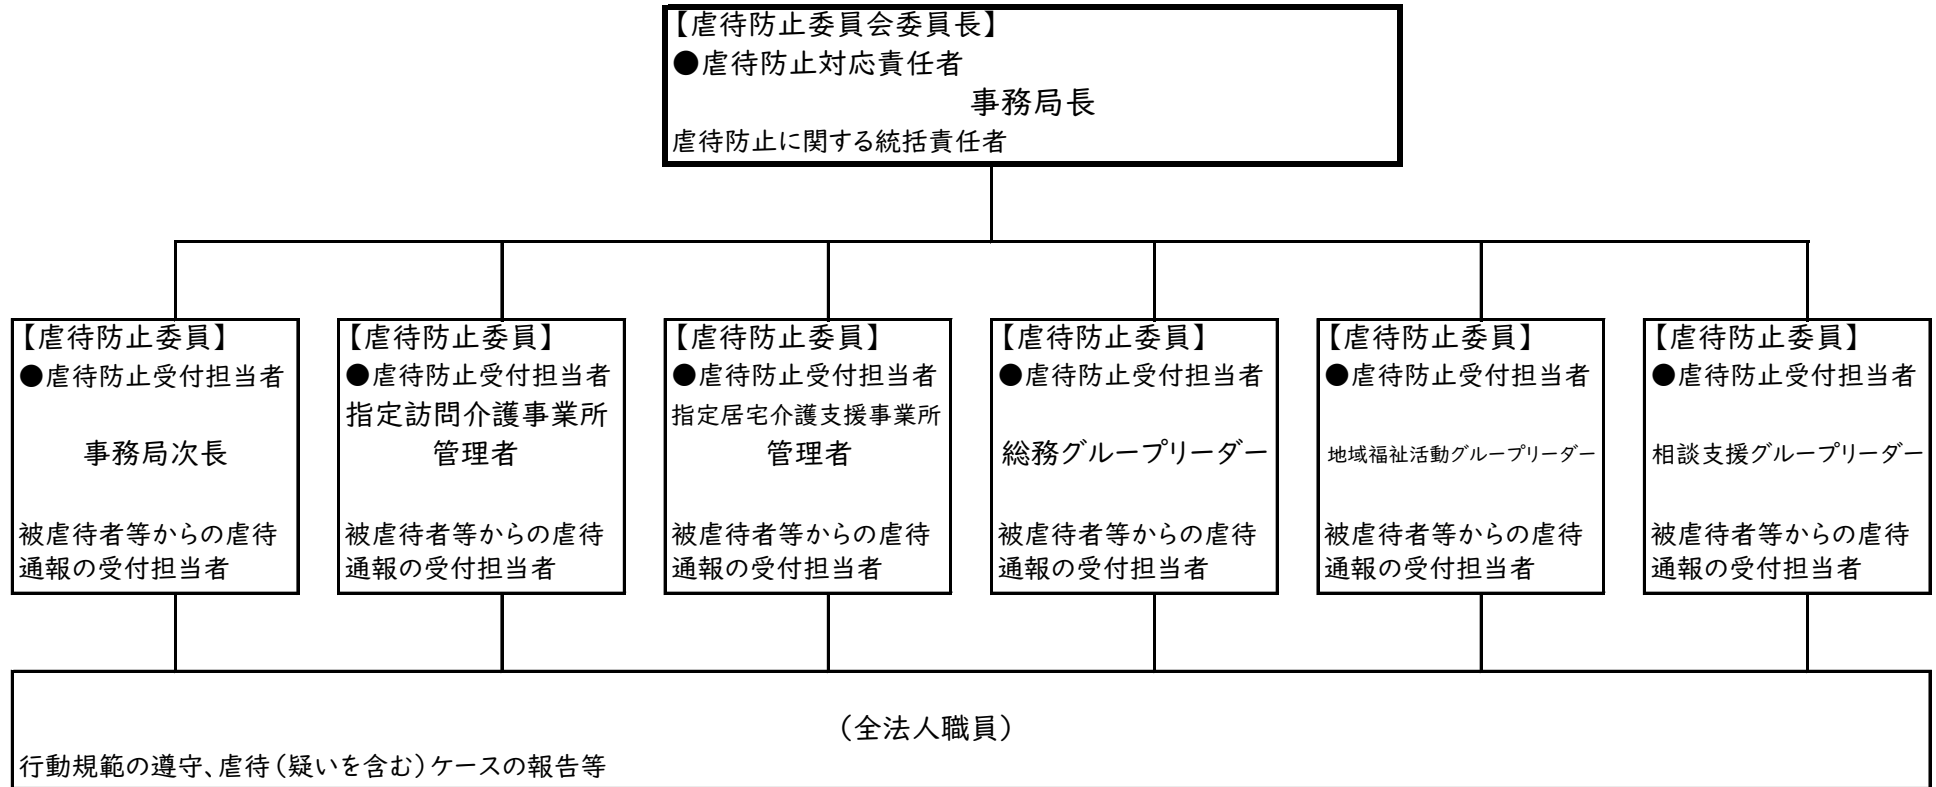 【虐待防止委員会委員長】
●虐待防止対応責任者
事務局長
虐待防止に関する統括責任者
【虐待防止委員】
●虐待防止受付担当者
事務局次長
被虐待者等からの虐待
通報の受付担当者
【虐待防止委員】
●虐待防止受付担当者
指定訪問介護事業所
管理者
被虐待者等からの虐待
通報の受付担当者
【虐待防止委員】
●虐待防止受付担当者
指定居宅介護支援事業所
管理者
被虐待者等からの虐待
通報の受付担当者
【虐待防止委員】
●虐待防止受付担当者
総務グループリーダー
被虐待者等からの虐待
通報の受付担当者
【虐待防止委員】
●虐待防止受付担当者
地域福祉活動グループリーダー
被虐待者等からの虐待
通報の受付担当者
【虐待防止委員】
●虐待防止受付担当者
相談支援グループリーダー
被虐待者等からの虐待
通報の受付担当者
（全法人職員）
行動規範の遵守、虐待（疑いを含む）ケースの報告等